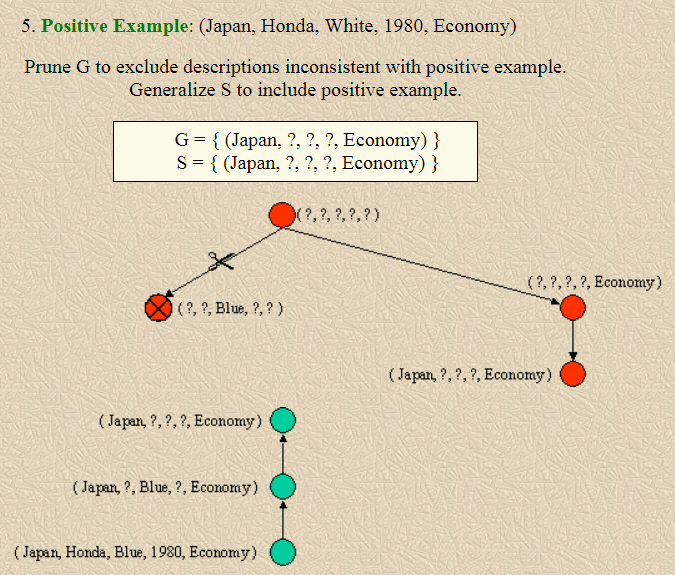 5. Positive Example: (Japan, Honda, White, 1980, Economy)
Prune G to exclude descriptions inconsistent with positive example.
Generalize S to include positive example.
G = { (Japan, ?, ?, ?, Economy) }
S = { (Japan, ?, ?, ?, Economy) }
(?, ?, ?, ?, ?)
(?, ?, ?, ?, Economy)
(?, ?, Blue, ?, ?)
(Japan, ?, ?, ?, Economy)
(Japan, ?, ?, ?, Economy)
(Japan, ?, Blue, ?, Economy)
(Japan, Honda, Blue, 1980, Economy)